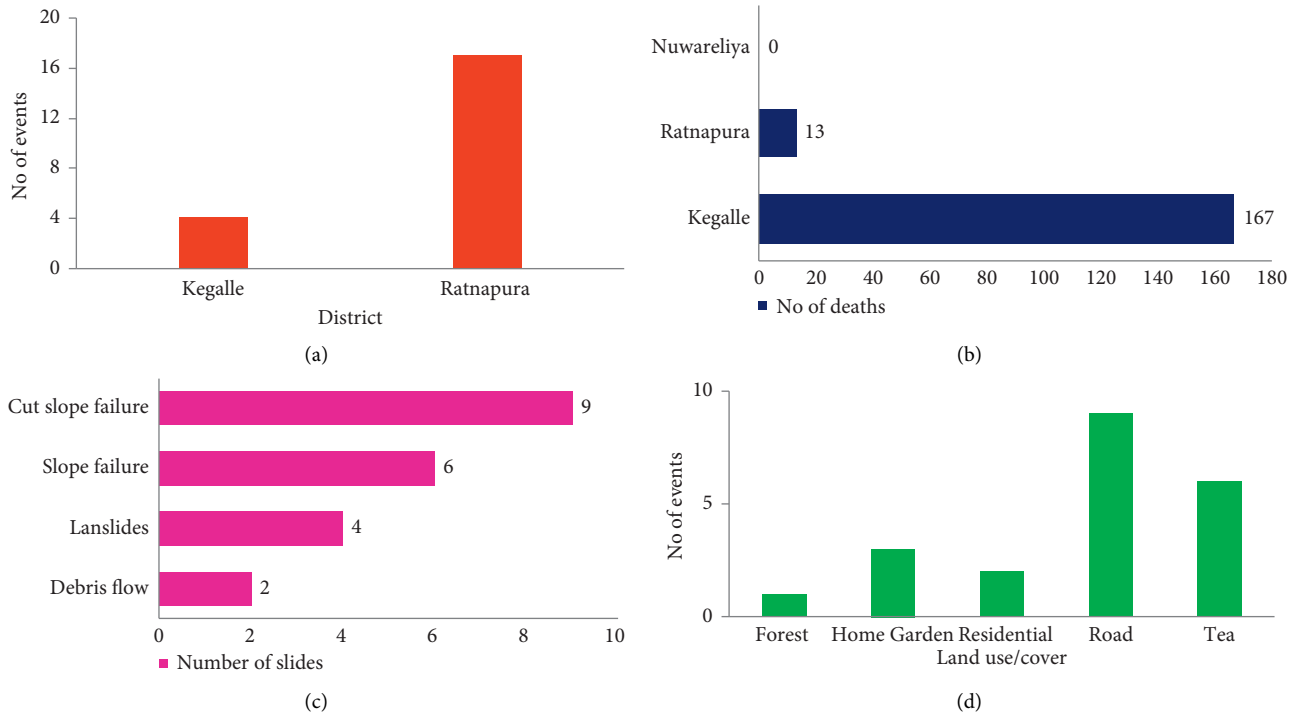 20
16
12
8
4
0
No of events
Kegalle
Ratnapura
District
(a)
Nuwareliya
0
Ratnapura
13
Kegalle
167
0 20 40 60 80 100 120 140 160 180
No of deaths
(b)
Cut slope failure
9
Slope failure
6
Lanslides
4
Debris flow
2
0 2 4 6 8 10
Number of slides
(c)
10
5
0
No of events
Forest Home Garden Residential Road Tea
Land use/cover
(d)